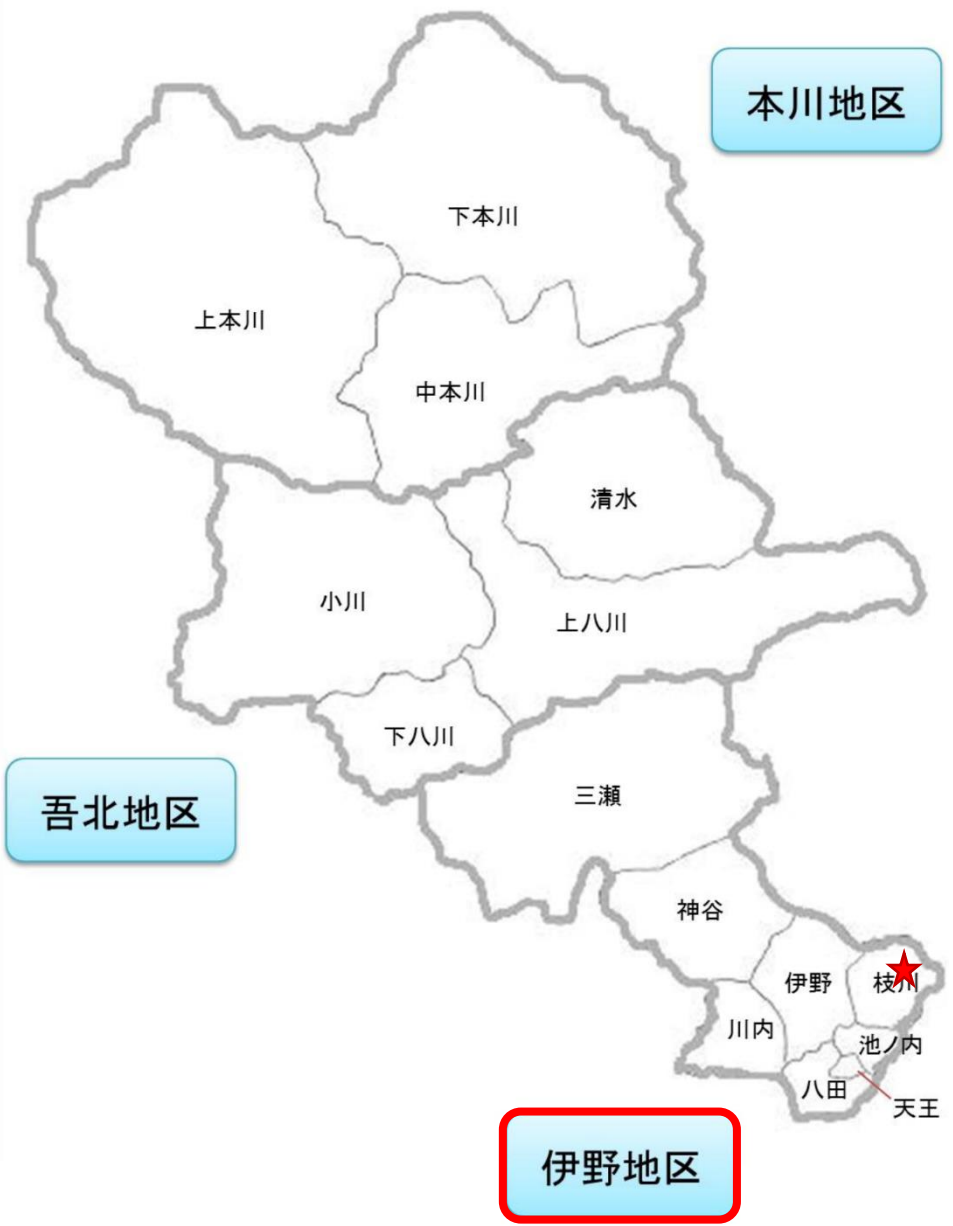 本川地区
下本川
上本川
中本川
清水
小川
上八川
下八川
吾北地区
三瀬
神谷
伊野
枝川
川内
池ノ内
八田
天王
伊野地区